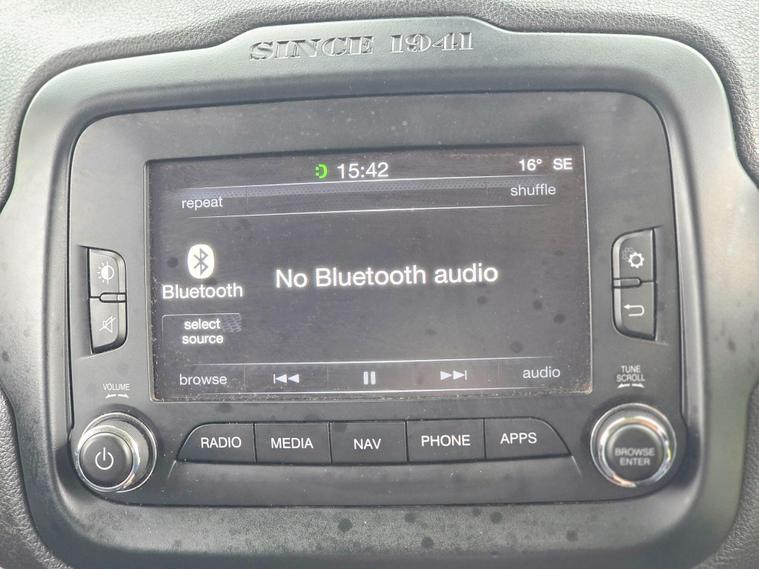 SINCE 1941
15:42
16° SE
repeat
shuffle
Bluetooth
No Bluetooth audio
select
source
browse
audio
VOLUME
TUNE
SCROLL
RADIO
MEDIA
NAV
PHONE
APPS
BROWSE
ENTER